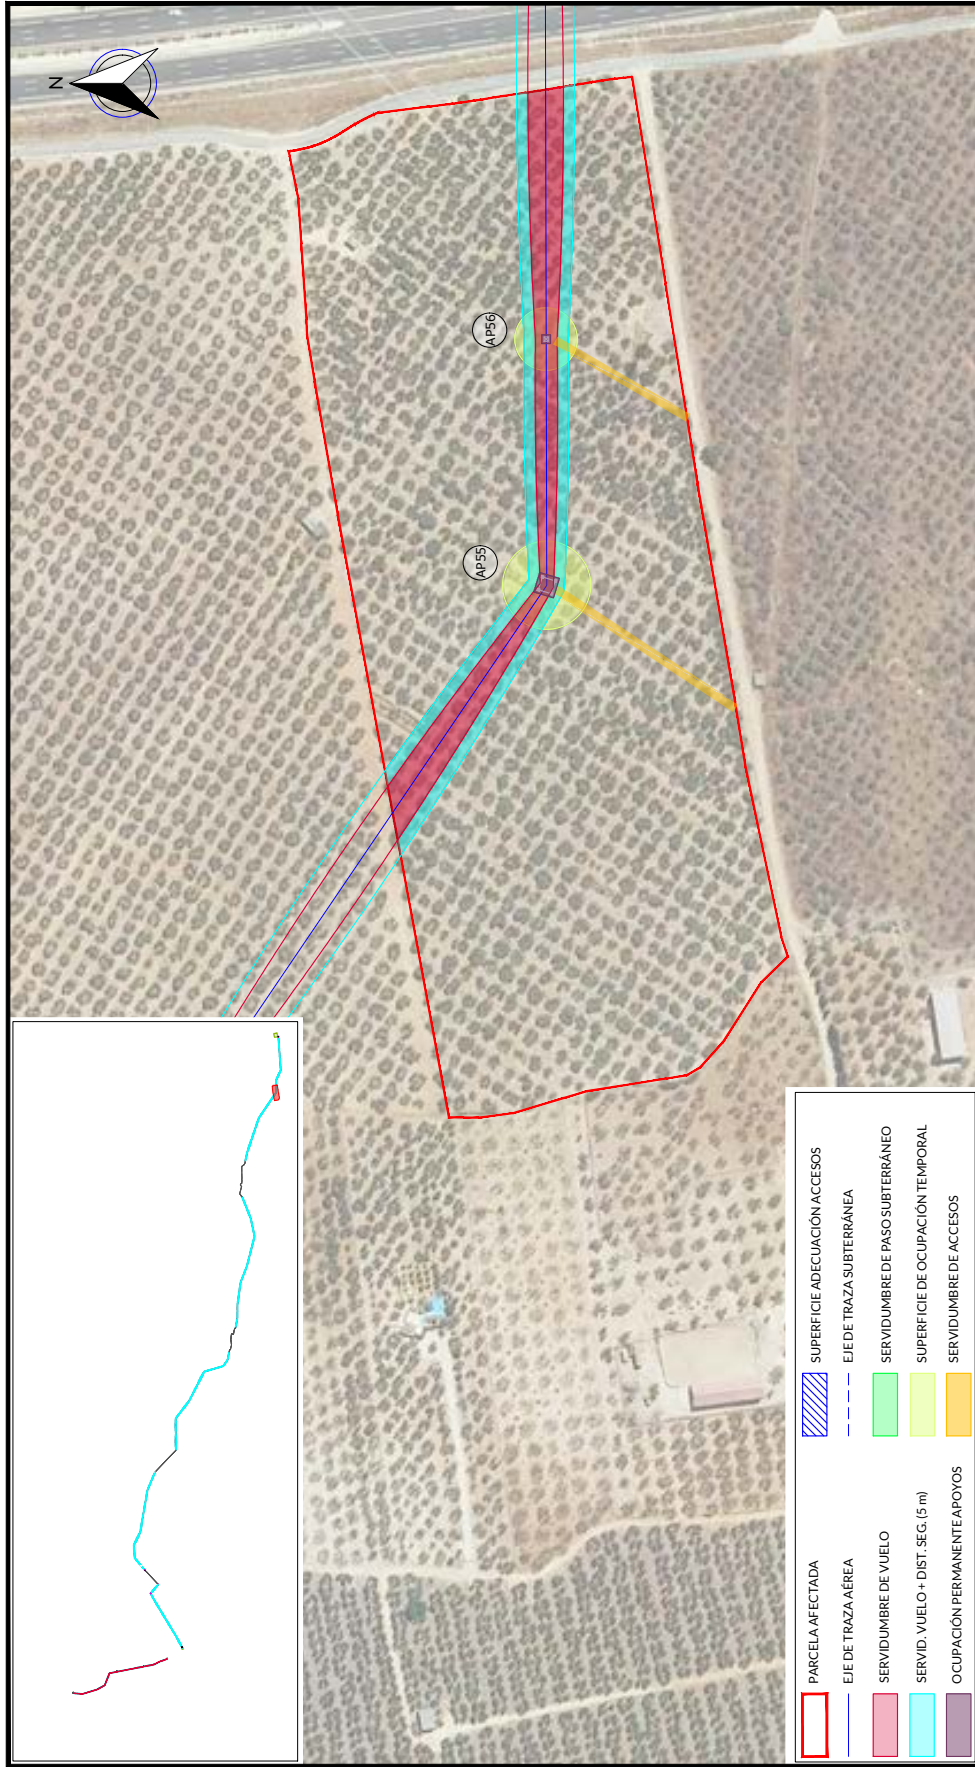 N
AP56
AP55
PARCELA AFECTADA
EJE DE TRAZA AÉREA
SERVIDUMBRE DE VUELO
SERVID. VUELO + DIST. SEG. (5 m)
OCUPACIÓN PERMANENTE APOYOS
SUPERFICIE ADECUACIÓN ACCESOS
EJE DE TRAZA SUBTERRÁNEA
SERVIDUMBRE DE PASO SUBTERRÁNEO
SUPERFICIE DE OCUPACIÓN TEMPORAL
SERVIDUMBRE DE ACCESOS